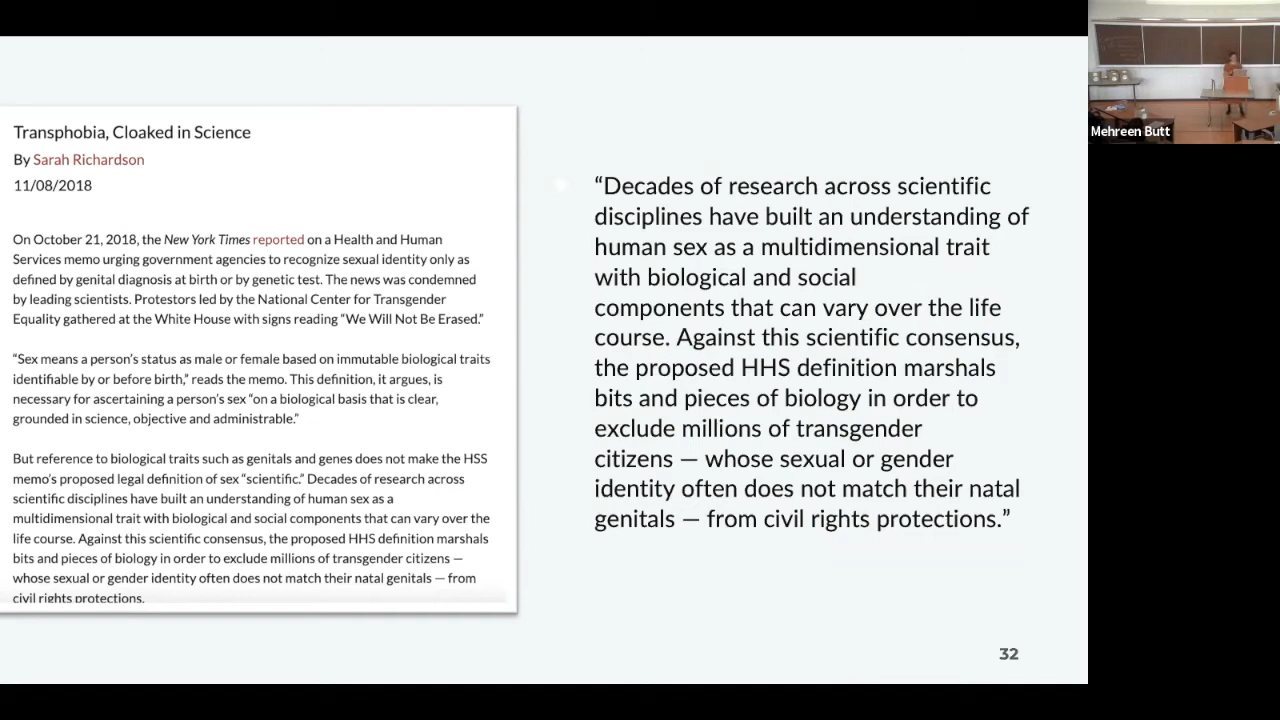 Transphobia, Cloaked in Science
By Sarah Richardson
11/08/2018
On October 21, 2018, the New York Times reported on a Health and Human
Services memo urging government agencies to recognize sexual identity only as
defined by genital diagnosis at birth or by genetic test. The news was condemned
by leading scientists. Protestors led by the National Center for Transgender
Equality gathered at the White House with signs reading “We Will Not Be Erased.”
“Sex means a person’s status as male or female based on immutable biological traits
identifiable by or before birth,” reads the memo. This definition, it argues, is
necessary for ascertaining a person’s sex “on a biological basis that is clear,
grounded in science, objective and administrable.”
But reference to biological traits such as genitals and genes does not make the HSS
memo’s proposed legal definition of sex “scientific.” Decades of research across
scientific disciplines have built an understanding of human sex as a
multidimensional trait with biological and social components that can vary over the
life course. Against this scientific consensus, the proposed HHS definition marshals
bits and pieces of biology in order to exclude millions of transgender citizens —
whose sexual or gender identity often does not match their natal genitals — from
civil rights protections.
“Decades of research across scientific
disciplines have built an understanding of
human sex as a multidimensional trait
with biological and social
components that can vary over the life
course. Against this scientific consensus,
the proposed HHS definition marshals
bits and pieces of biology in order to
exclude millions of transgender
citizens — whose sexual or gender
identity often does not match their natal
genitals — from civil rights protections.”
32
Mehreen Butt